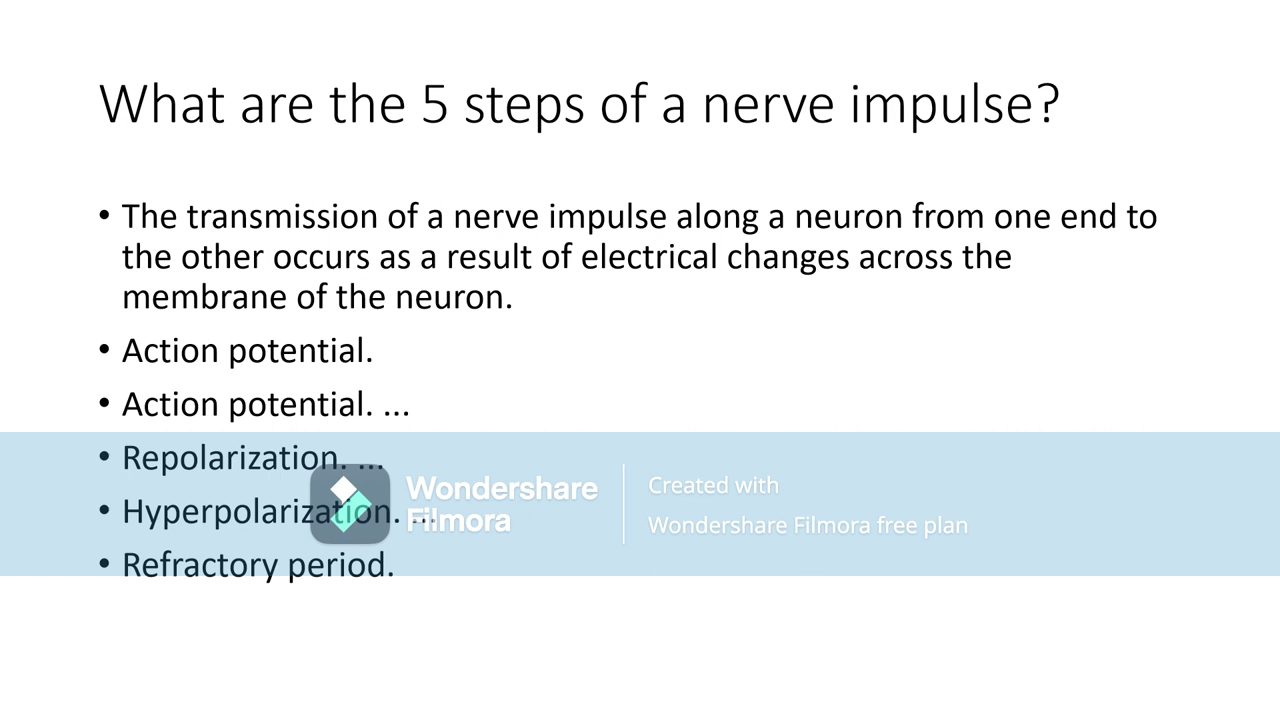 What are the 5 steps of a nerve impulse?
• The transmission of a nerve impulse along a neuron from one end to
the other occurs as a result of electrical changes across the
membrane of the neuron.
• Action potential.
• Action potential. ...
• Repolarization. ...
• Hyperpolarization. ...
• Refractory period.
Wondershare
Filmora
Created with
Wondershare Filmora free plan